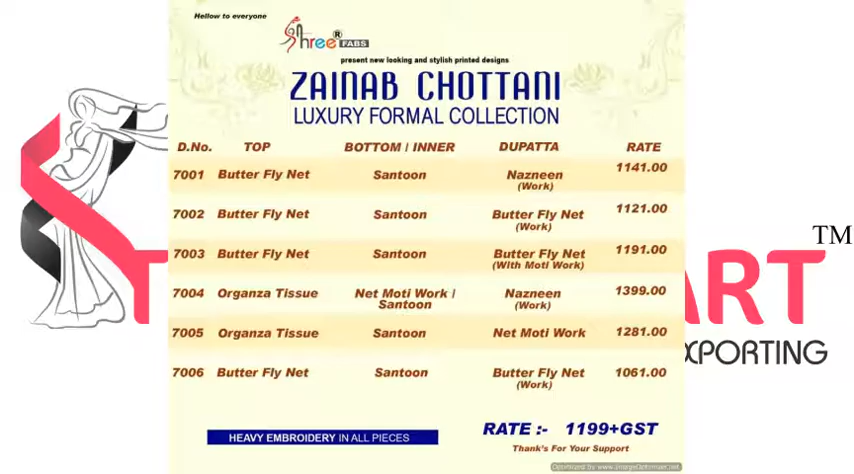 Hellow to everyone
Shree® FABS
present new looking and stylish printed designs
ZAINAB CHOTTANI
LUXURY FORMAL COLLECTION
D.No. TOP BOTTOM / INNER DUPATTA RATE
7001 Butter Fly Net Santoon Nazneen (Work) 1141.00
7002 Butter Fly Net Santoon Butter Fly Net (Work) 1121.00
7003 Butter Fly Net Santoon Butter Fly Net (With Moti Work) 1191.00
7004 Organza Tissue Net Moti Work / Santoon Nazneen (Work) 1399.00
7005 Organza Tissue Santoon Net Moti Work 1281.00
7006 Butter Fly Net Santoon Butter Fly Net (Work) 1061.00
HEAVY EMBROIDERY IN ALL PIECES
RATE :- 1199+GST
Thank's For Your Support
Optimized by www.ImageOptimizer.net
TM
T ART
XPORTING